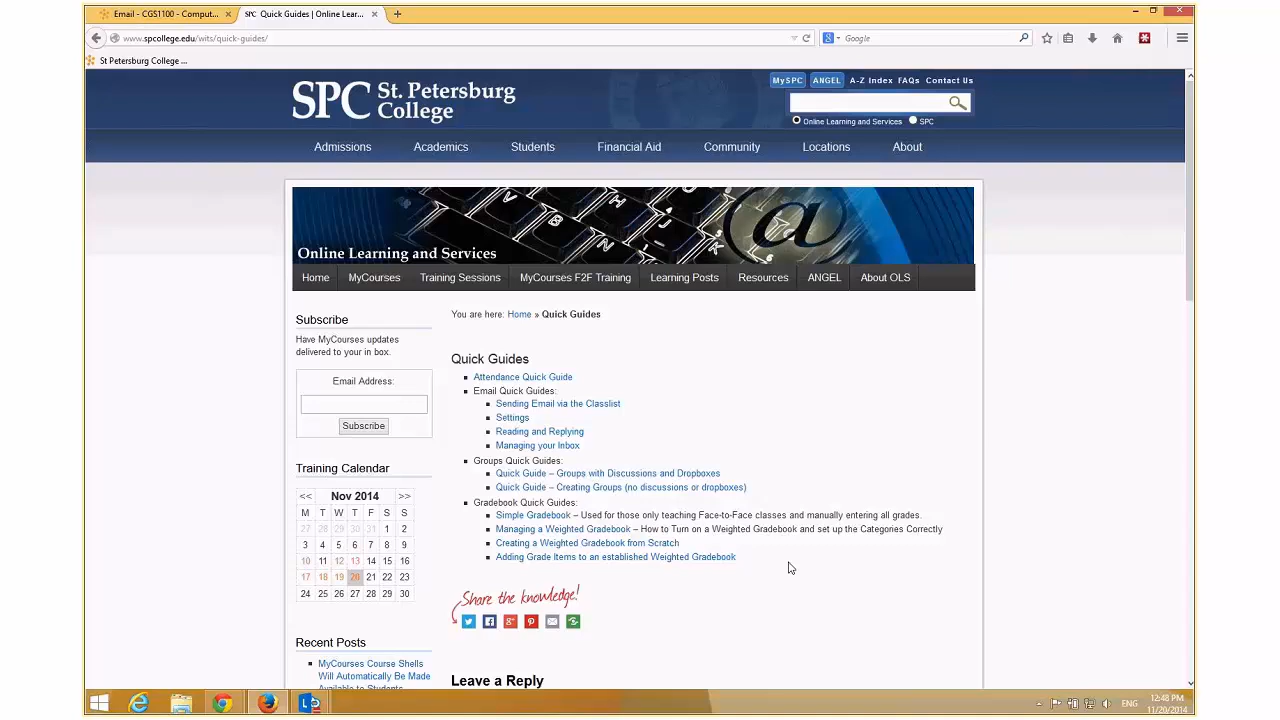 Email - CGS1100 - Comput... × SPC Quick Guides | Online Lear... × +
www.spcollege.edu/wits/quick-guides/
Google
St Petersburg College ...
MySPC ANGEL A-Z Index FAQs Contact Us
SPC St. Petersburg College
Online Learning and Services SPC
Admissions Academics Students Financial Aid Community Locations About
V B H J K @
Online Learning and Services
Home MyCourses Training Sessions MyCourses F2F Training Learning Posts Resources ANGEL About OLS
Subscribe
Have MyCourses updates
delivered to your in box.
Email Address:
Subscribe
Training Calendar
<< Nov 2014 >>
M T W T F S S
27 28 29 30 31 1 2
3 4 5 6 7 8 9
10 11 12 13 14 15 16
17 18 19 20 21 22 23
24 25 26 27 28 29 30
Recent Posts
MyCourses Course Shells
Will Automatically Be Made
Available to Students
You are here: Home » Quick Guides
Quick Guides
Attendance Quick Guide
Email Quick Guides:
Sending Email via the Classlist
Settings
Reading and Replying
Managing your Inbox
Groups Quick Guides:
Quick Guide – Groups with Discussions and Dropboxes
Quick Guide – Creating Groups (no discussions or dropboxes)
Gradebook Quick Guides:
Simple Gradebook – Used for those only teaching Face-to-Face classes and manually entering all grades.
Managing a Weighted Gradebook – How to Turn on a Weighted Gradebook and set up the Categories Correctly
Creating a Weighted Gradebook from Scratch
Adding Grade Items to an established Weighted Gradebook
Share the knowledge!
Leave a Reply
ENG
12:48 PM
11/20/2014